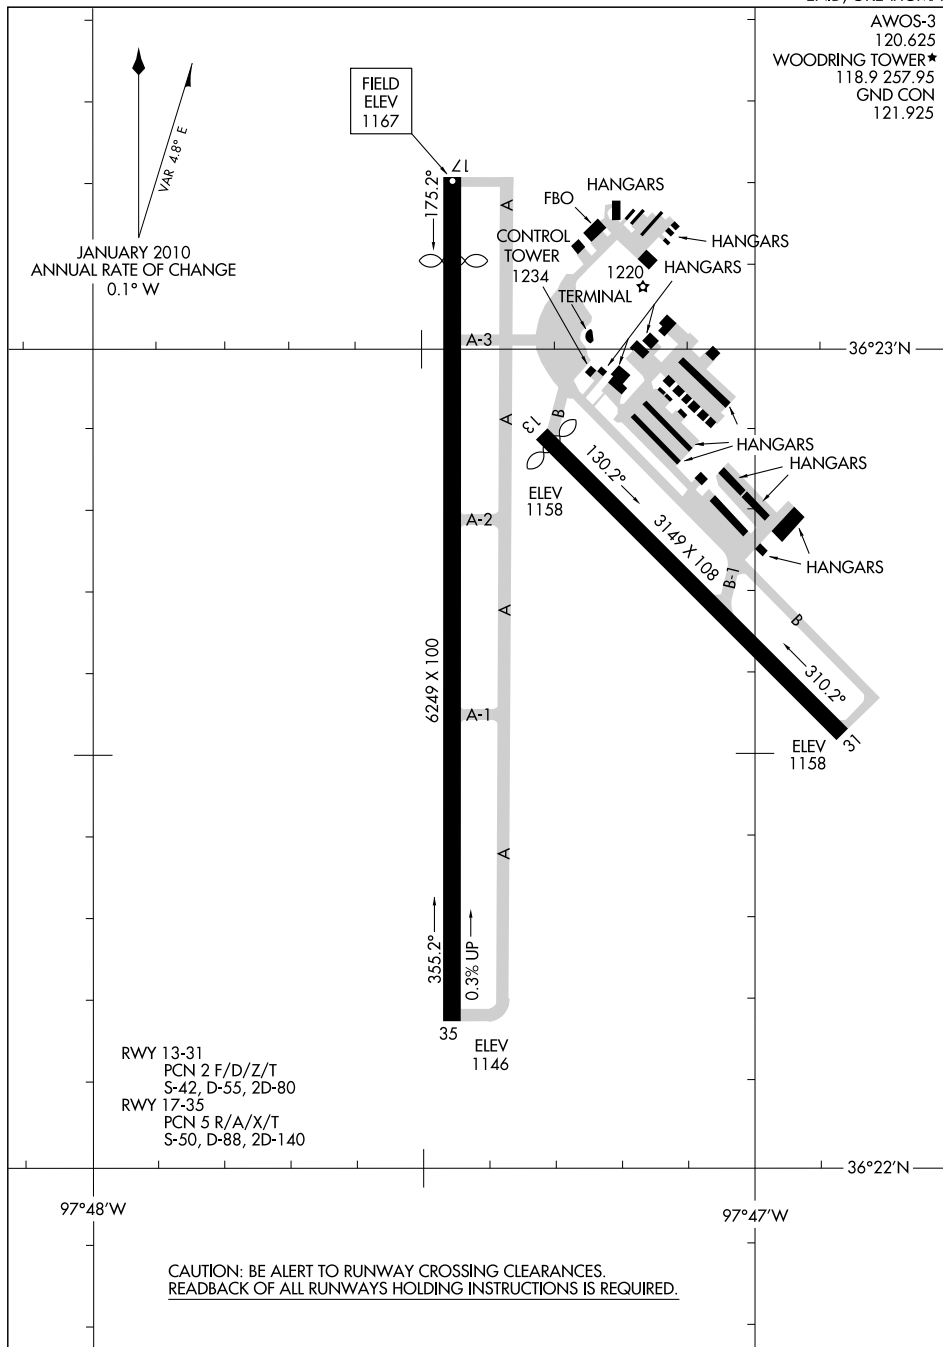 AWOS-3
120.625
WOODRING TOWER★
118.9 257.95
GND CON
121.925
FIELD
ELEV
1167
VAR 4.8° E
JANUARY 2010
ANNUAL RATE OF CHANGE
0.1° W
17
175.2°
A
HANGARS
FBO
CONTROL
TOWER
1234
HANGARS
1220
HANGARS
TERMINAL
A-3
36°23'N
A
B
13
ELEV
1158
130.2°
HANGARS
HANGARS
A-2
3149 X 108
HANGARS
B-1
A
B
6249 X 100
310.2°
A-1
31
ELEV
1158
A
355.2°
0.3% UP
35
ELEV
1146
RWY 13-31
PCN 2 F/D/Z/T
S-42, D-55, 2D-80
RWY 17-35
PCN 5 R/A/X/T
S-50, D-88, 2D-140
36°22'N
97°48'W
97°47'W
CAUTION: BE ALERT TO RUNWAY CROSSING CLEARANCES.
READBACK OF ALL RUNWAYS HOLDING INSTRUCTIONS IS REQUIRED.